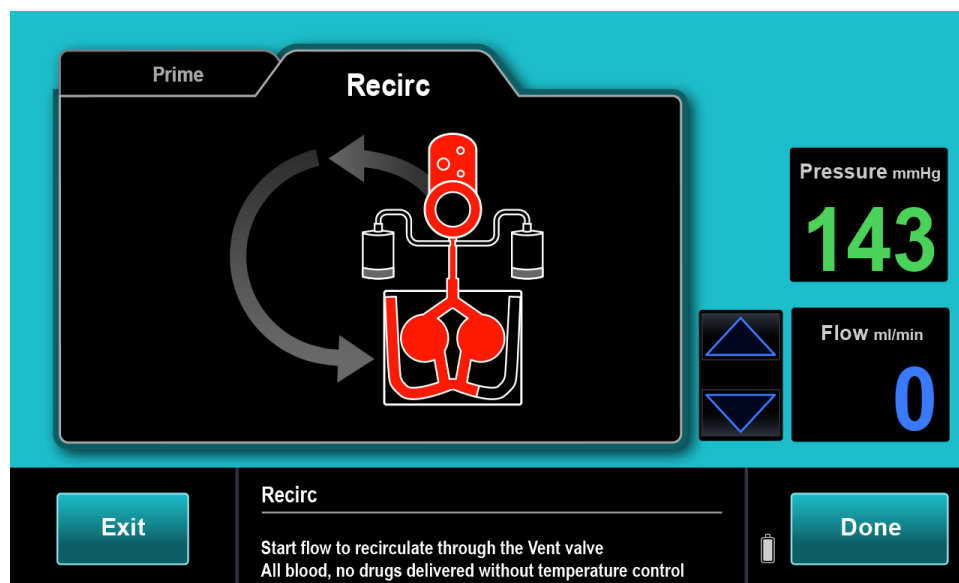 Prime
Recirc
Pressure mmHg
143
Flow ml/min
0
Exit
Recirc
Start flow to recirculate through the Vent valve
All blood, no drugs delivered without temperature control
Done